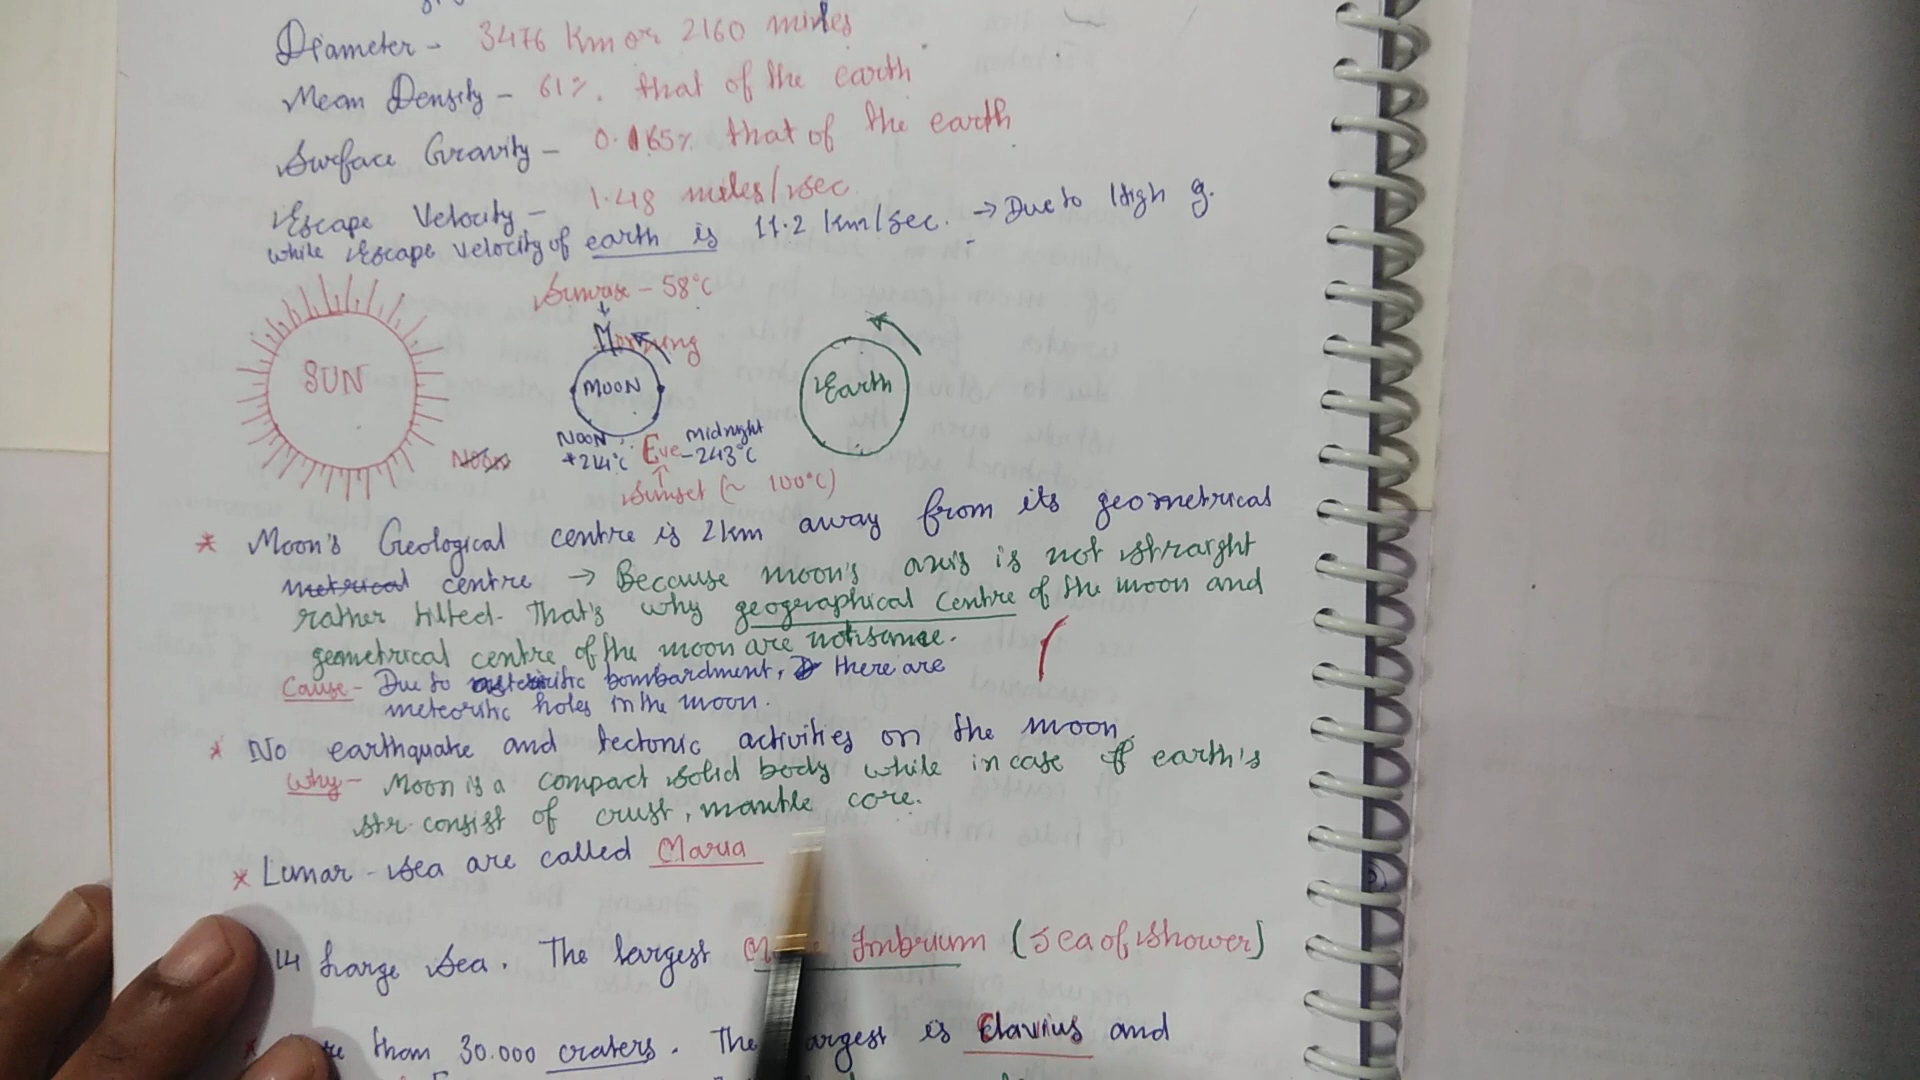 Diameter - 3476 Km or 2160 miles
Mean Density - 61%. that of the earth
Surface Gravity - 0.165% that of the earth
Escape Velocity - 1.48 miles/sec.
while escape velocity of earth is 11.2 km/sec. → Due to High g.
Sunrise - 58°C
Morning
SUN
MOON
Earth
Noon
NOON
+214°C
Eve
Midnight
-243°C
Sunset (~ 100°C)
* Moon's Geological centre is 2km away from its geometrical
metrical centre → Because moon's axis is not straight
rather tilted. That's why geographical centre of the moon and
geometrical centre of the moon are not same.
Cause - Due to bombardment, there are
meteoritic holes in the moon.
* No earthquake and tectonic activities on the moon.
Why - Moon is a compact solid body while in case of earth's
str. consist of crust, mantle core.
* Lunar - sea are called Maria
14 large sea. The largest Imbrium (Sea of shower)
than 30.000 craters. The largest is Clavius and